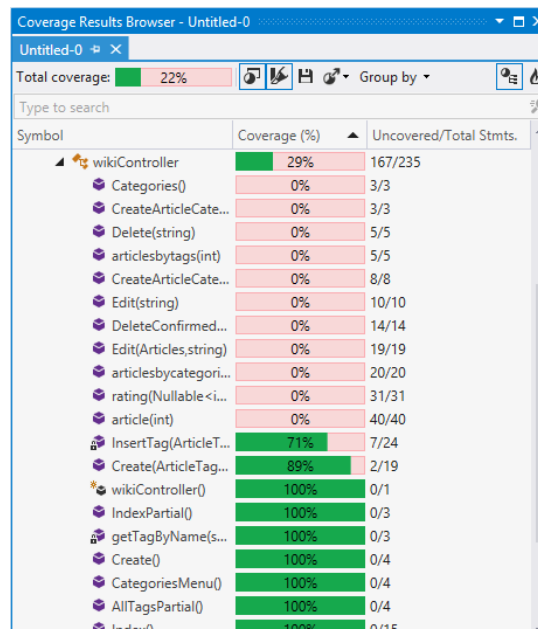 Coverage Results Browser - Untitled-0
Untitled-0
Total coverage: 22% Group by
Type to search
Symbol Coverage (%) Uncovered/Total Stmts.
wikiController 29% 167/235
Categories() 0% 3/3
CreateArticleCate... 0% 3/3
Delete(string) 0% 5/5
articlesbytags(int) 0% 5/5
CreateArticleCate... 0% 8/8
Edit(string) 0% 10/10
DeleteConfirmed... 0% 14/14
Edit(Articles,string) 0% 19/19
articlesbycategori... 0% 20/20
rating(Nullable<i... 0% 31/31
article(int) 0% 40/40
InsertTag(ArticleT... 71% 7/24
Create(ArticleTag... 89% 2/19
wikiController() 100% 0/1
IndexPartial() 100% 0/3
getTagByName(s... 100% 0/3
Create() 100% 0/4
CategoriesMenu() 100% 0/4
AllTagsPartial() 100% 0/4
Index() 100% 0/15